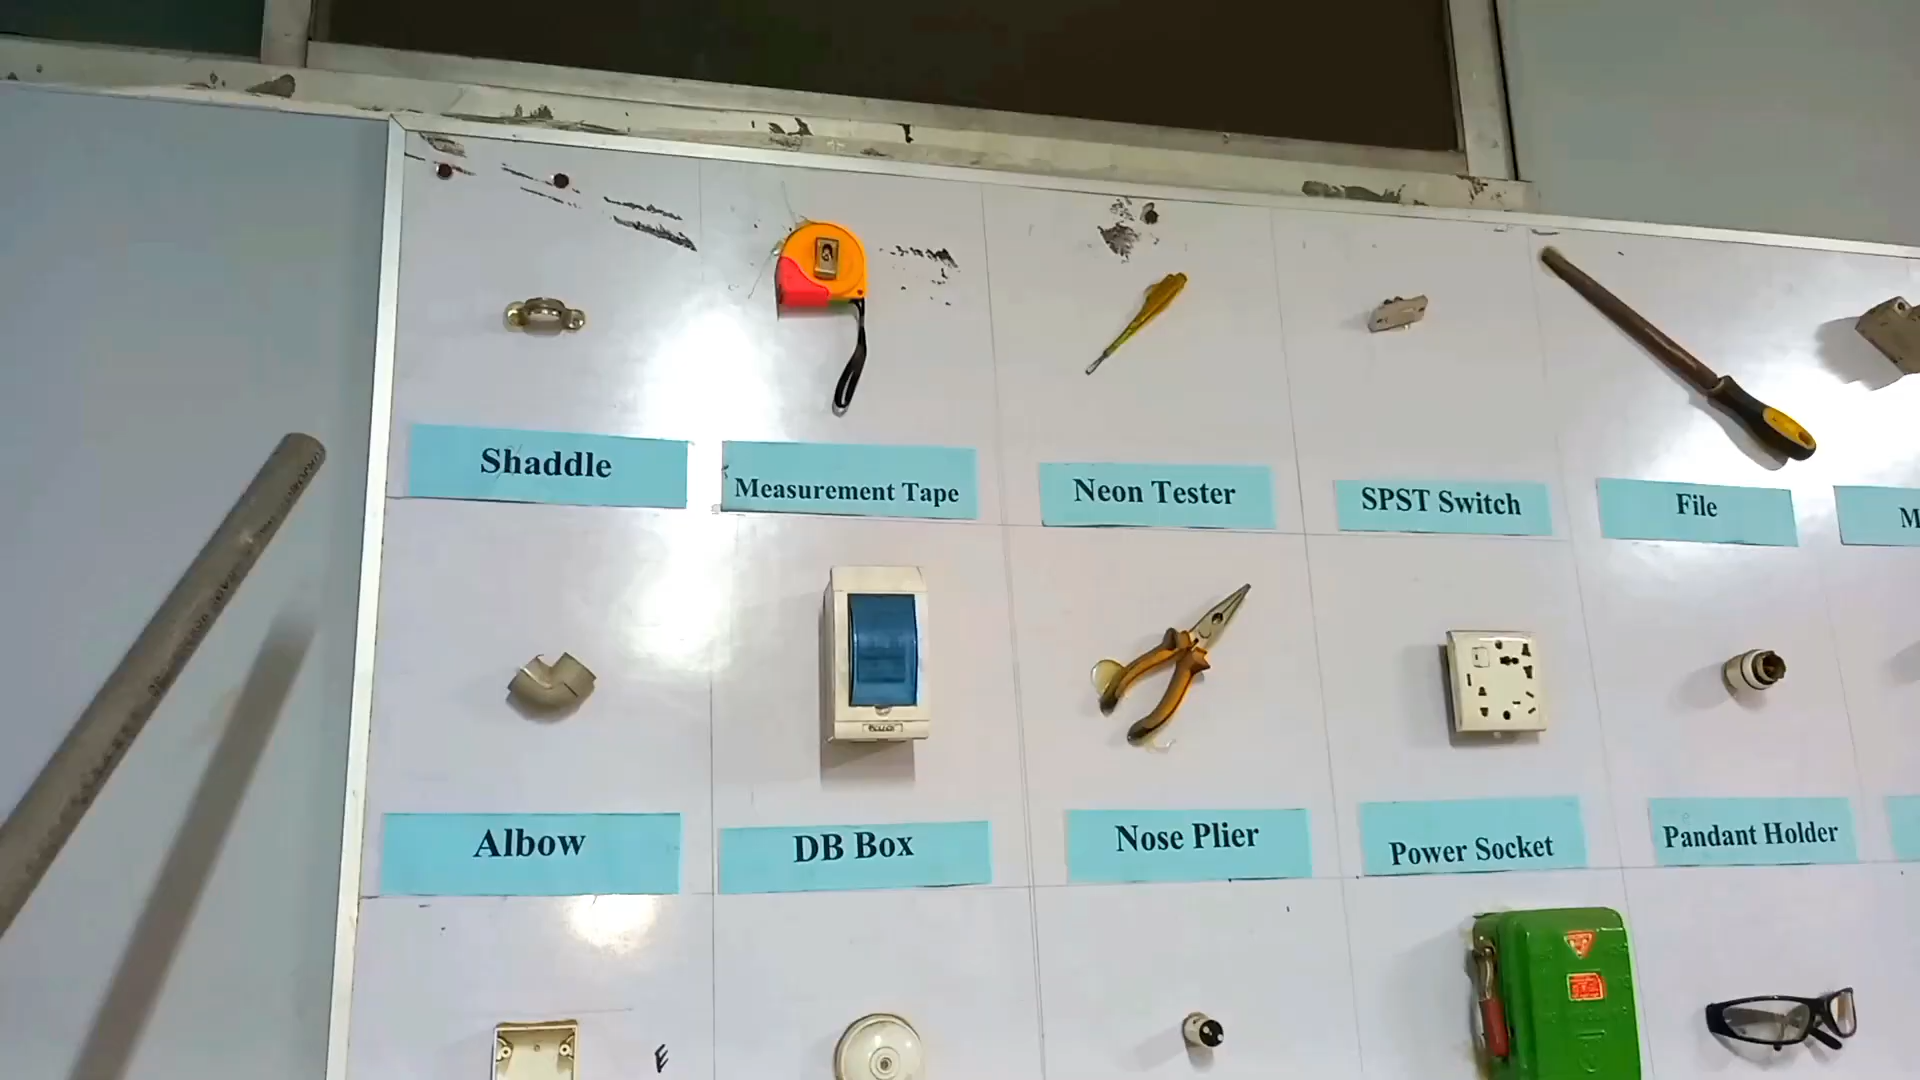 Shaddle
Measurement Tape
Neon Tester
SPST Switch
File
M
Albow
DB Box
Nose Plier
Power Socket
Pandant Holder
E